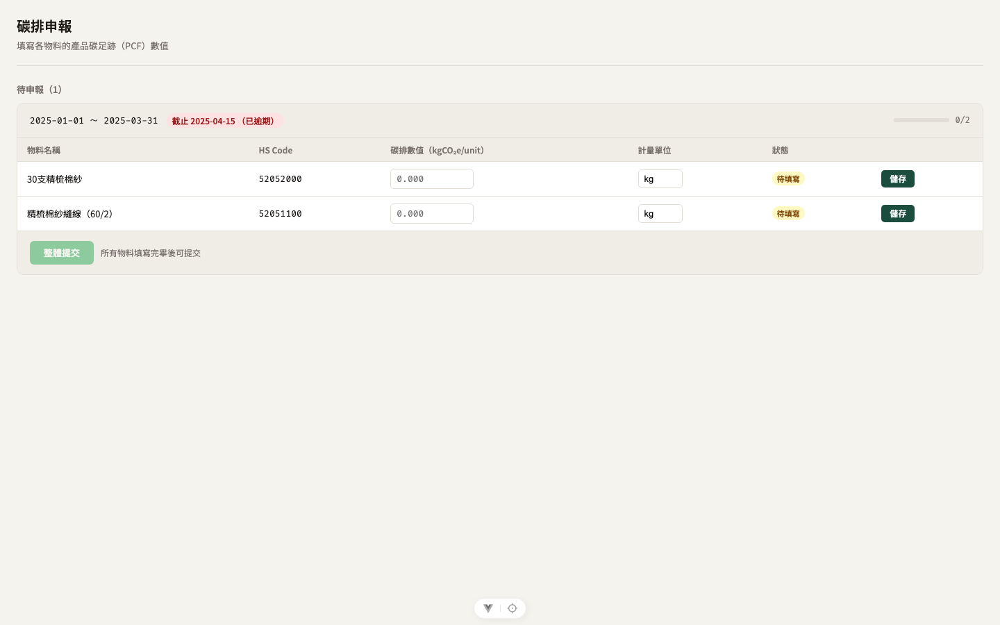 碳排申報
填寫各物料的產品碳足跡（PCF）數值
待申報（1）
2025-01-01 ～ 2025-03-31 截止 2025-04-15 （已逾期） 0/2
物料名稱 HS Code 碳排數值（kgCO₂e/unit） 計量單位 狀態
30支精梳棉紗 52052000 0.000 kg 待填寫 儲存
精梳棉紗縫線（60/2） 52051100 0.000 kg 待填寫 儲存
整體提交 所有物料填寫完畢後可提交